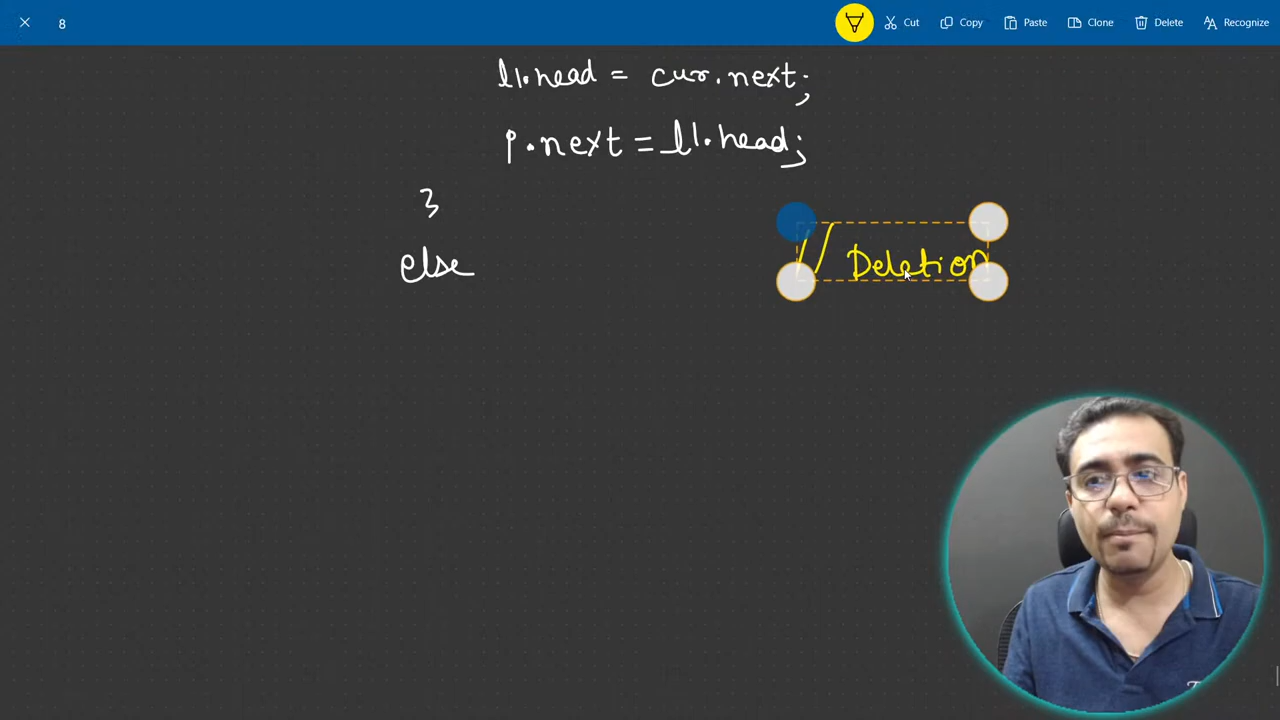 8
Cut Copy Paste Clone Delete Recognize
ll.head = cur.next;
p.next = ll.head;
}
else // Deletion